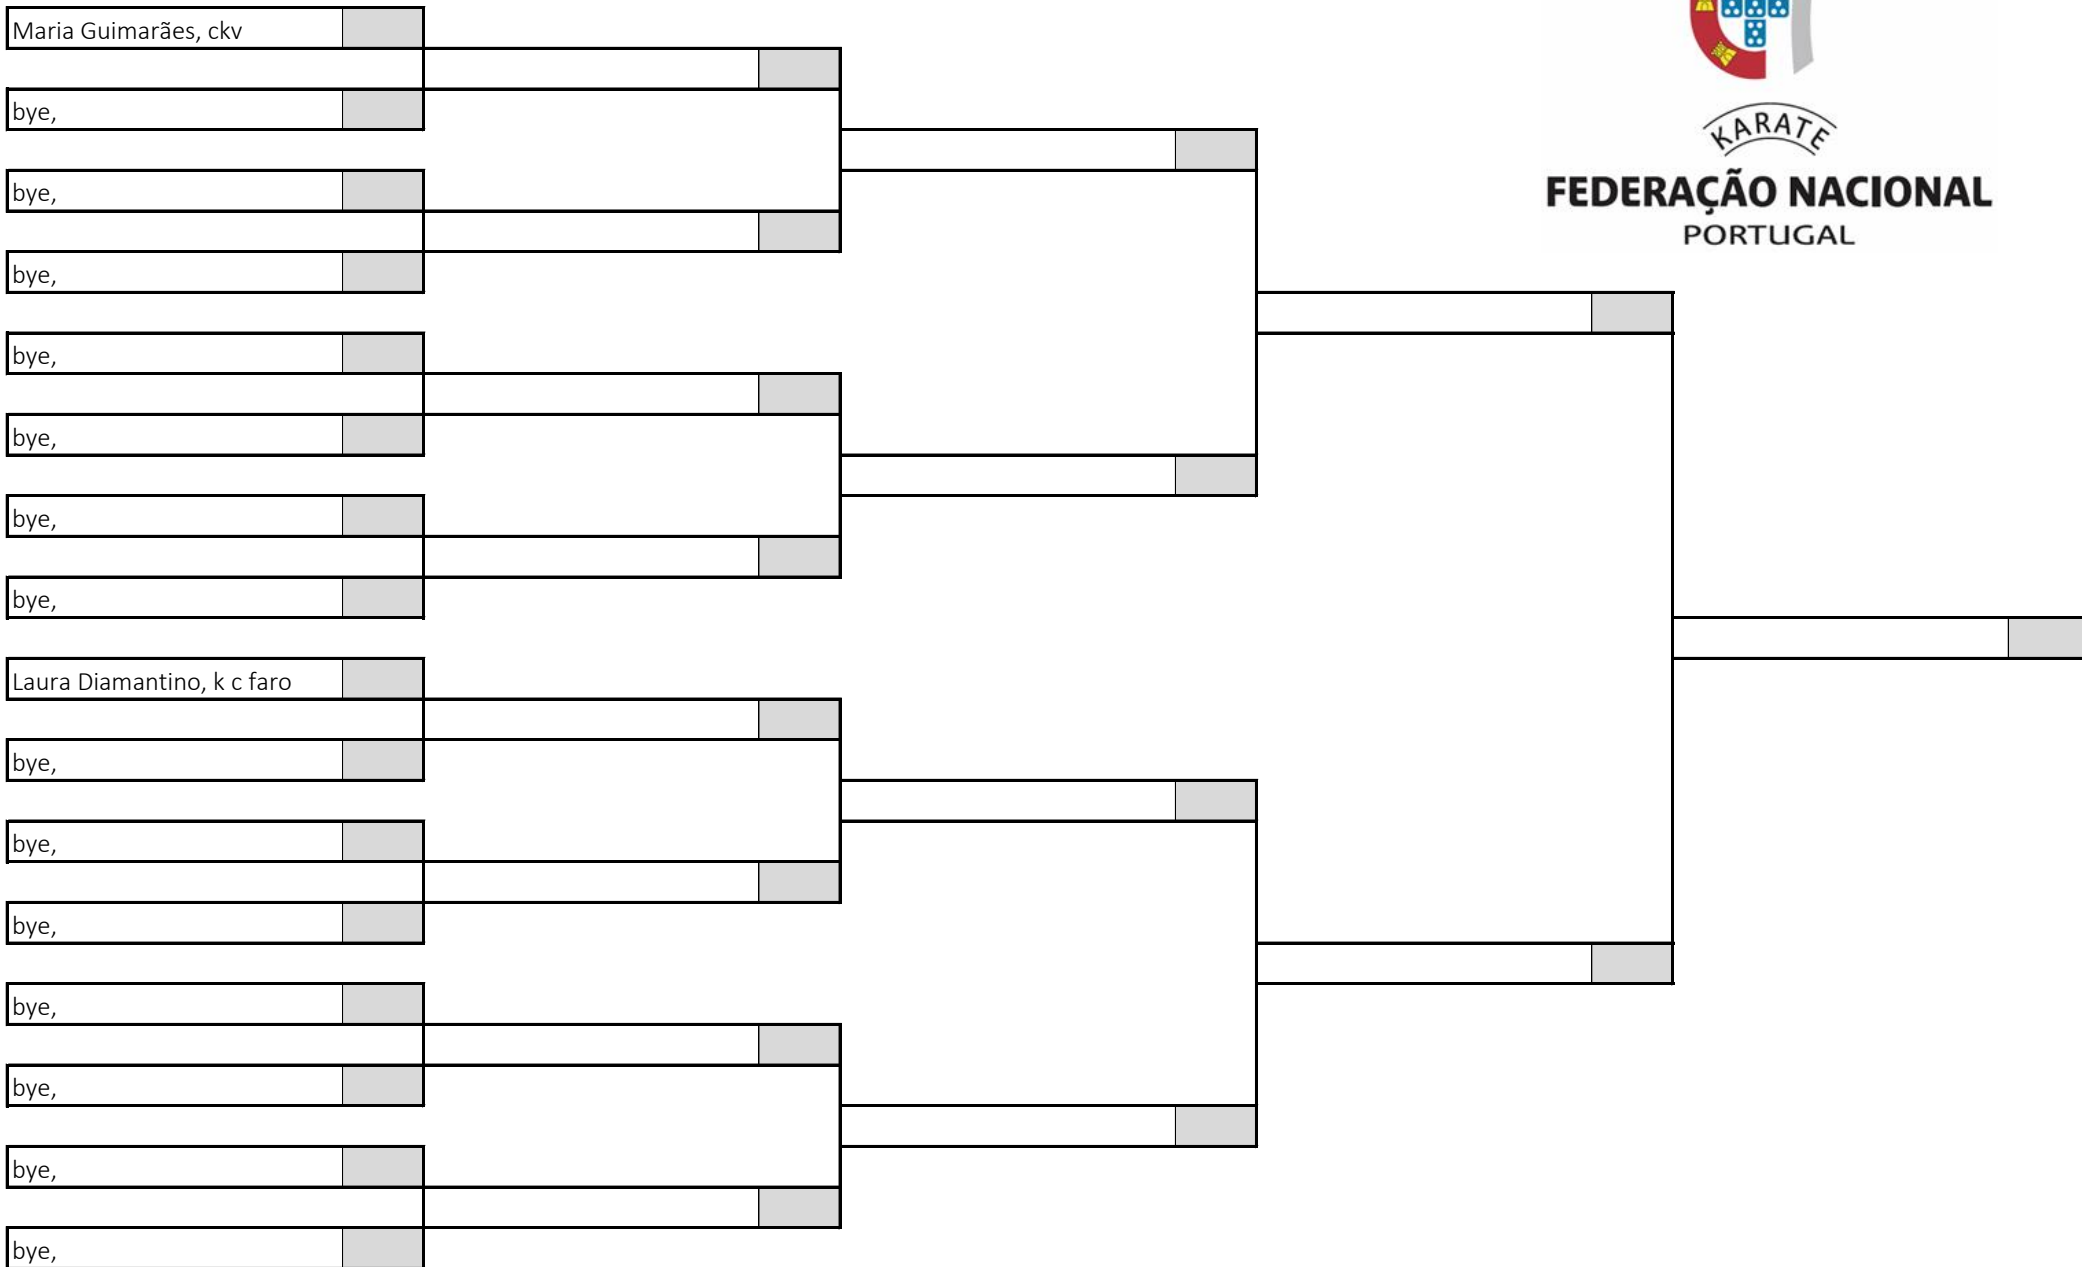 Maria Guimarães, ckv
bye,
bye,
bye,
bye,
bye,
bye,
bye,
Laura Diamantino, k c faro
bye,
bye,
bye,
bye,
bye,
bye,
bye,
KARATE
FEDERAÇÃO NACIONAL
PORTUGAL